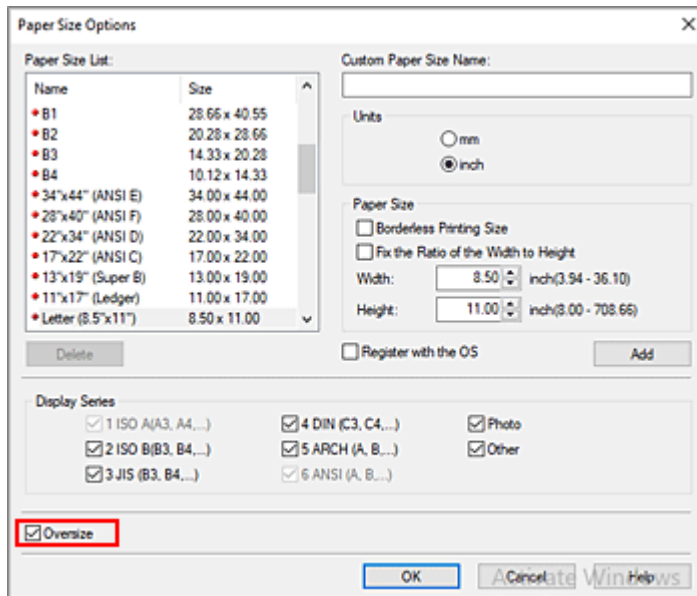 Paper Size Options
Paper Size List:
Name Size
B1 28.66 x 40.55
B2 20.28 x 28.66
B3 14.33 x 20.28
B4 10.12 x 14.33
34"x44" (ANSI E) 34.00 x 44.00
28"x40" (ANSI F) 28.00 x 40.00
22"x34" (ANSI D) 22.00 x 34.00
17"x22" (ANSI C) 17.00 x 22.00
13"x19" (Super B) 13.00 x 19.00
11"x17" (Ledger) 11.00 x 17.00
Letter (8.5"x11") 8.50 x 11.00
Delete
Custom Paper Size Name:
Units
mm
inch
Paper Size
Borderless Printing Size
Fix the Ratio of the Width to Height
Width: 8.50 inch(3.94 - 36.10)
Height: 11.00 inch(8.00 - 708.66)
Register with the OS Add
Display Series
1 ISO A(A3, A4,...) 4 DIN (C3, C4,...) Photo
2 ISO B(B3, B4,...) 5 ARCH (A, B,...) Other
3 JIS (B3, B4,...) 6 ANSI (A, B,...)
Oversize
OK Cancel Help
Activate Windows